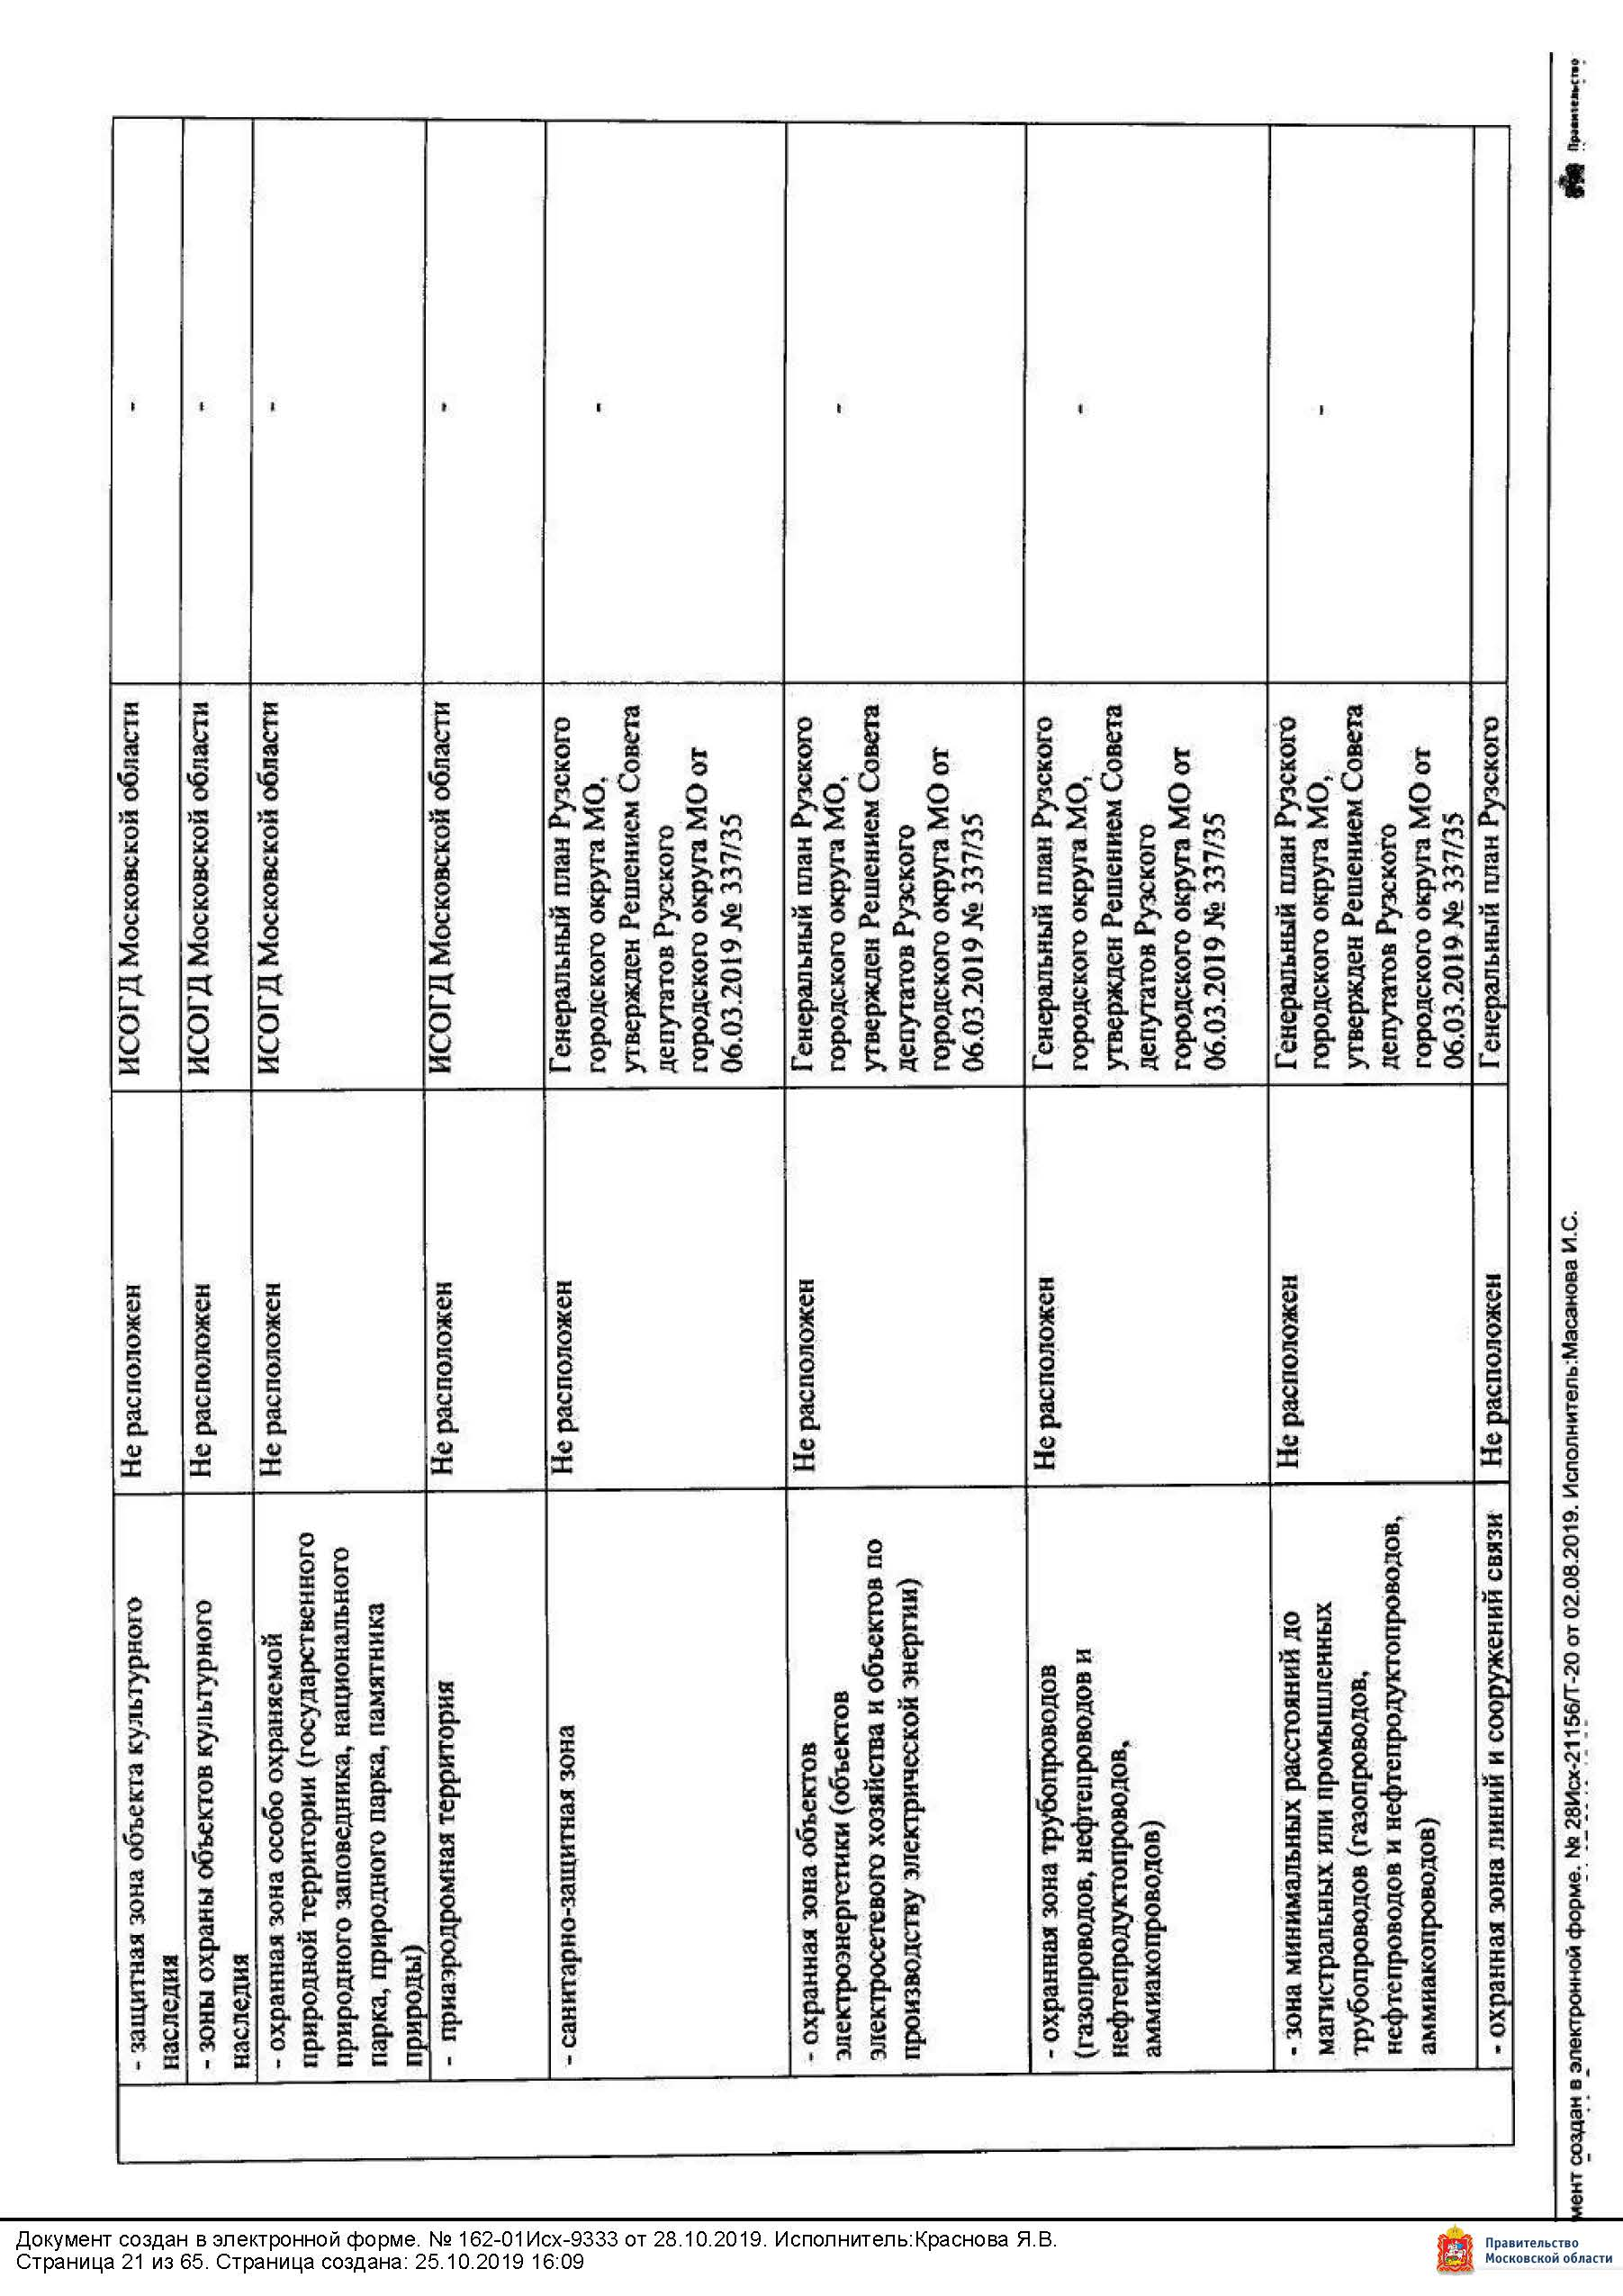 - защитная зона объекта культурного
наследия
Не расположен
ИСОГД Московской области
-
- зоны охраны объектов культурного
наследия
Не расположен
ИСОГД Московской области
-
- охранная зона особо охраняемой
природной территории (государственного
природного заповедника, национального
парка, природного парка, памятника
природы)
Не расположен
ИСОГД Московской области
-
- приаэродромная территория
Не расположен
ИСОГД Московской области
-
- санитарно-защитная зона
Не расположен
Генеральный план Рузского
городского округа МО,
утвержден Решением Совета
депутатов Рузского
городского округа МО от
06.03.2019 № 337/35
-
- охранная зона объектов
электроэнергетики (объектов
электросетевого хозяйства и объектов по
производству электрической энергии)
Не расположен
Генеральный план Рузского
городского округа МО,
утвержден Решением Совета
депутатов Рузского
городского округа МО от
06.03.2019 № 337/35
-
- охранная зона трубопроводов
(газопроводов, нефтепроводов и
нефтепродуктопроводов,
аммиакопроводов)
Не расположен
Генеральный план Рузского
городского округа МО,
утвержден Решением Совета
депутатов Рузского
городского округа МО от
06.03.2019 № 337/35
-
- зона минимальных расстояний до
магистральных или промышленных
трубопроводов (газопроводов,
нефтепроводов и нефтепродуктопроводов,
аммиакопроводов)
Не расположен
Генеральный план Рузского
городского округа МО,
утвержден Решением Совета
депутатов Рузского
городского округа МО от
06.03.2019 № 337/35
-
- охранная зона линий и сооружений связи
Не расположен
Генеральный план Рузского
мент создан в электронной форме. № 28Исх-21156/Т-20 от 02.08.2019. Исполнитель:Масанова И.С.
Правительство
Документ создан в электронной форме. № 162-01Исх-9333 от 28.10.2019. Исполнитель:Краснова Я.В.
Страница 21 из 65. Страница создана: 25.10.2019 16:09
Правительство
Московской области